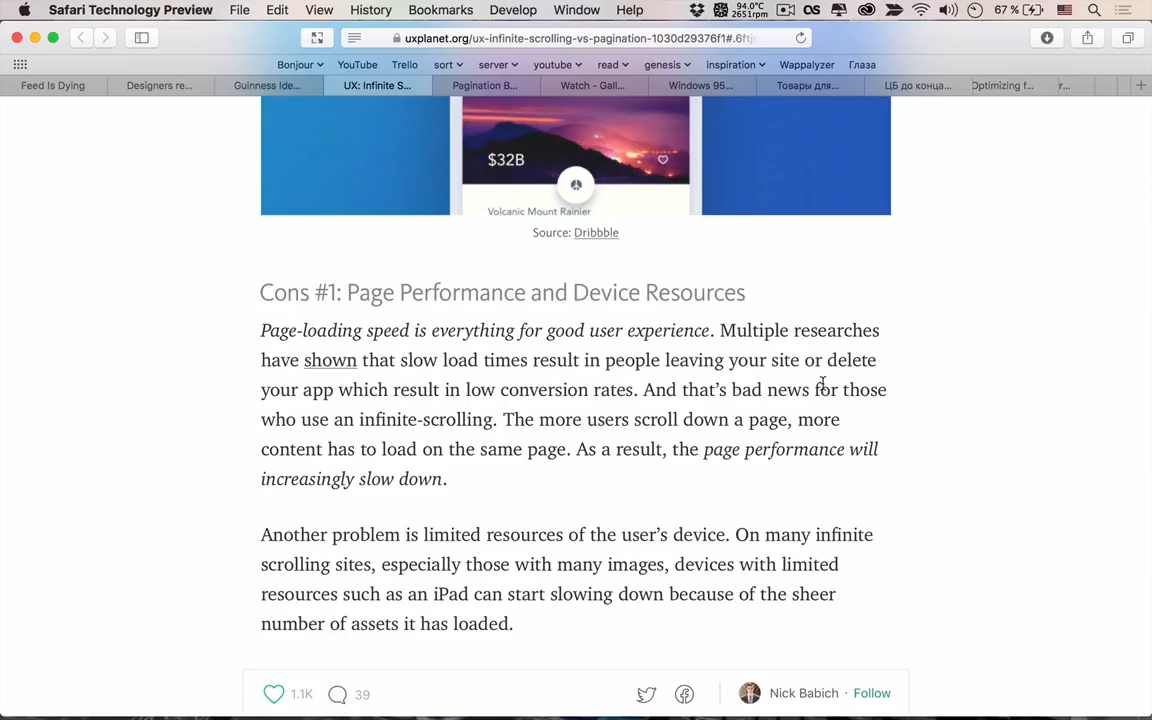 Safari Technology Preview File Edit View History Bookmarks Develop Window Help 94.0°C 2651rpm 67 %
uxplanet.org/ux-infinite-scrolling-vs-pagination-1030d29376f1#.6ftj
Bonjour YouTube Trello sort server youtube read genesis inspiration Wappalyzer Глаза
Feed Is Dying Designers re... Guinness Ide... UX: Infinite S... Pagination B... Watch - Gall... Windows 95... Товары для... ЦБ до конца... Optimizing f... r...
$32B
Volcanic Mount Rainier
Source: Dribbble
Cons #1: Page Performance and Device Resources
Page-loading speed is everything for good user experience. Multiple researches
have shown that slow load times result in people leaving your site or delete
your app which result in low conversion rates. And that’s bad news for those
who use an infinite-scrolling. The more users scroll down a page, more
content has to load on the same page. As a result, the page performance will
increasingly slow down.
Another problem is limited resources of the user’s device. On many infinite
scrolling sites, especially those with many images, devices with limited
resources such as an iPad can start slowing down because of the sheer
number of assets it has loaded.
1.1K 39 Nick Babich · Follow